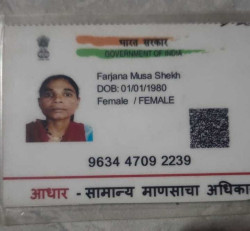 भारत सरकार
GOVERNMENT OF INDIA
Farjana Musa Shekh
DOB: 01/01/1980
Female / FEMALE
9634 4709 2239
आधार - सामान्य माणसाचा अधिकार